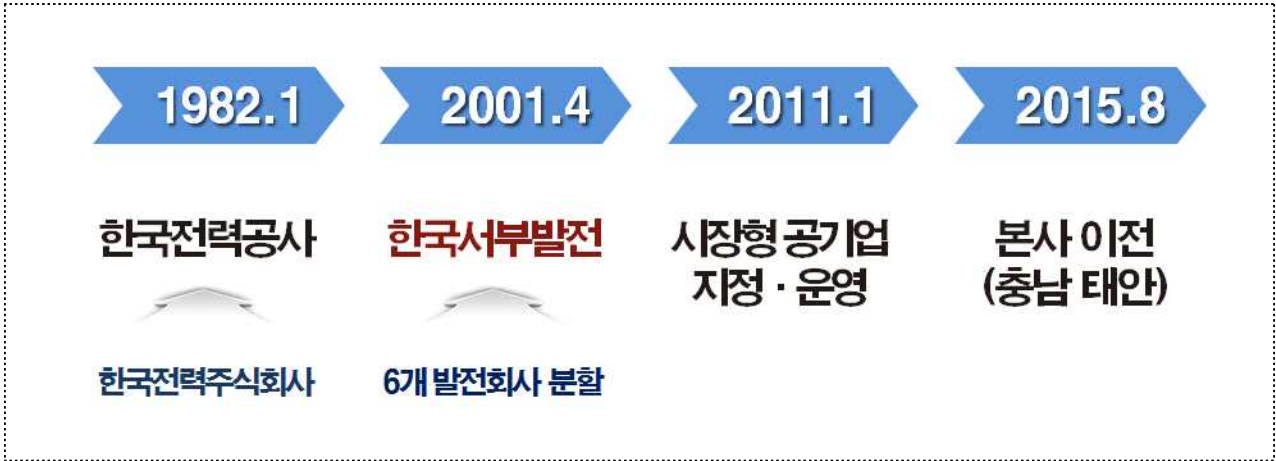 1982.1
2001.4
2011.1
2015.8
한국전력공사
한국서부발전
시장형 공기업
지정 · 운영
본사 이전
(충남 태안)
한국전력주식회사
6개 발전회사 분할